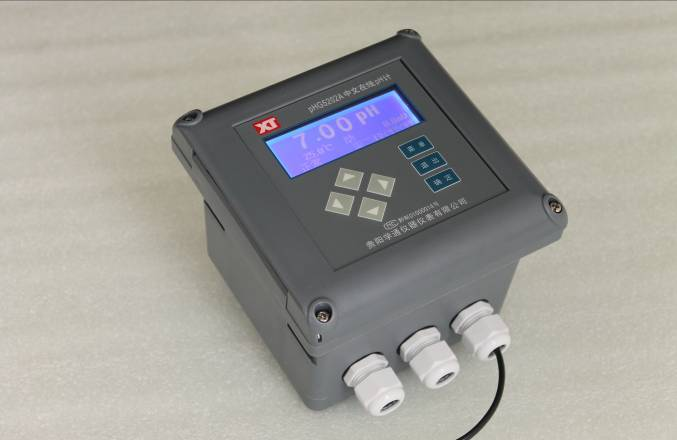 XT
pHG5202A 中文在线pH计
7.00 pH
25.0℃
菜单
退出
确定
贵阳学通仪器仪表有限公司